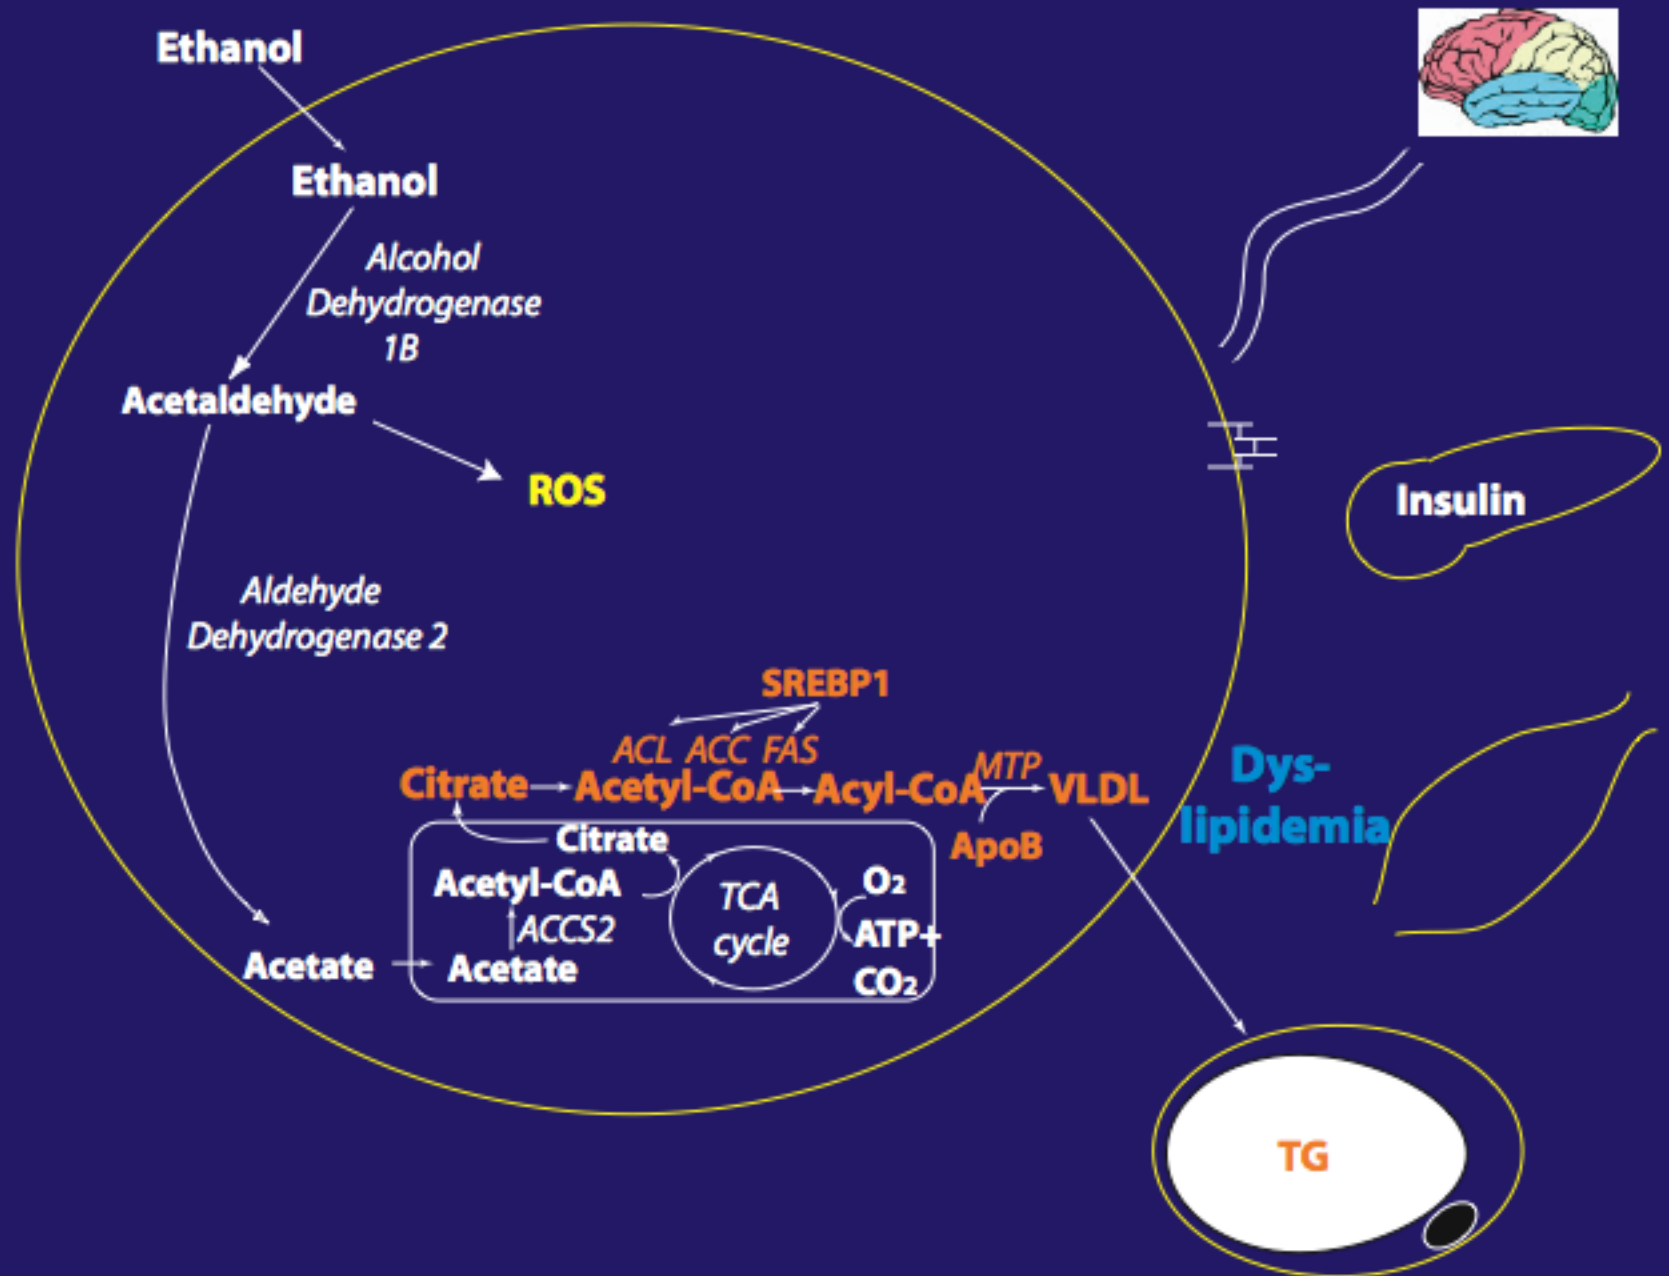 Ethanol
Ethanol
Alcohol
Dehydrogenase
1B
Acetaldehyde
ROS
Insulin
Aldehyde
Dehydrogenase 2
SREBP1
ACL ACC FAS
MTP
Citrate Acetyl-CoA Acyl-CoA VLDL
Dys-
lipidemia
ApoB
Citrate
Acetyl-CoA
ACCS2
Acetate Acetate
TCA
cycle
O2
ATP+
CO2
TG